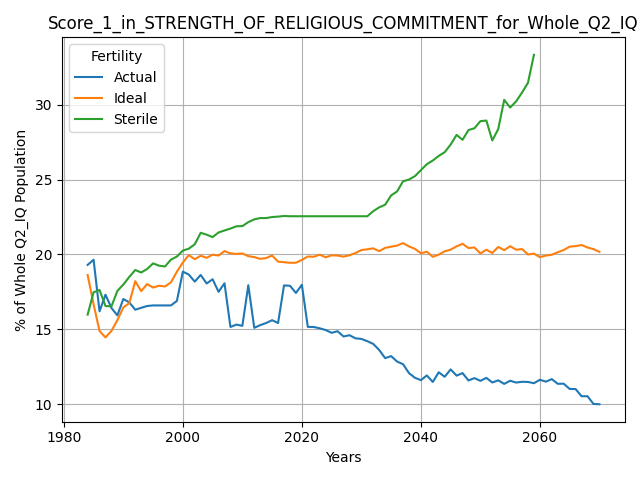 Score_1_in_STRENGTH_OF_RELIGIOUS_COMMITMENT_for_Whole_Q2_IQ
Fertility
Actual
Ideal
Sterile
% of Whole Q2_IQ Population
30
25
20
15
10
1980
2000
2020
2040
2060
Years